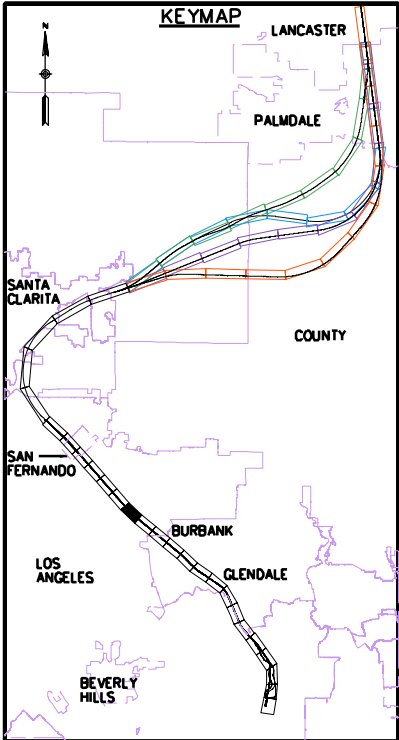 KEYMAP
N
LANCASTER
PALMDALE
SANTA
CLARITA
COUNTY
SAN
FERNANDO
BURBANK
LOS
ANGELES
GLENDALE
BEVERLY
HILLS